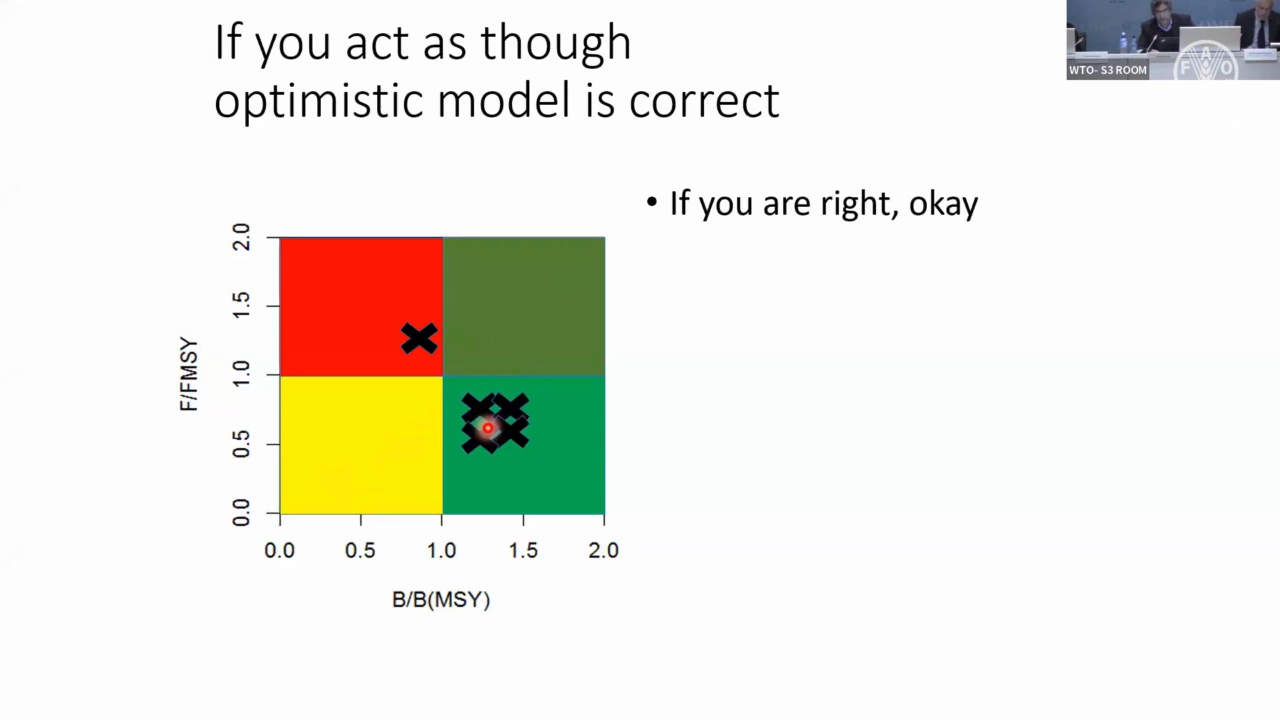 If you act as though
optimistic model is correct
WTO- S3 ROOM
F A O
• If you are right, okay
2.0
1.5
1.0
0.5
0.0
F/FMSY
0.0 0.5 1.0 1.5 2.0
B/B(MSY)